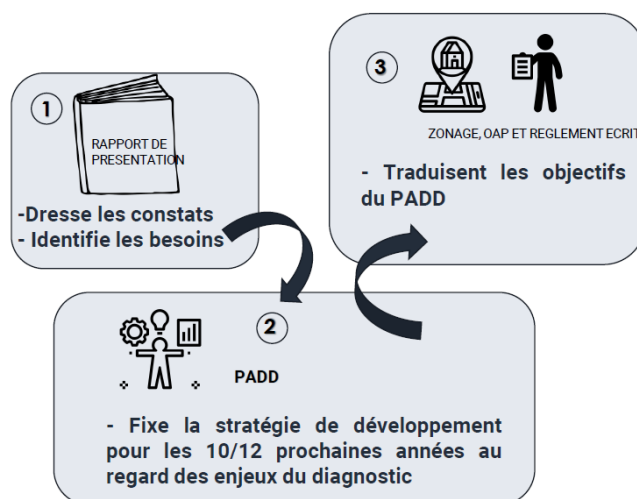 1
RAPPORT DE
PRESENTATION
-Dresse les constats
- Identifie les besoins
2
PADD
- Fixe la stratégie de développement
pour les 10/12 prochaines années au
regard des enjeux du diagnostic
3
ZONAGE, OAP ET REGLEMENT ECRIT
- Traduisent les objectifs
du PADD